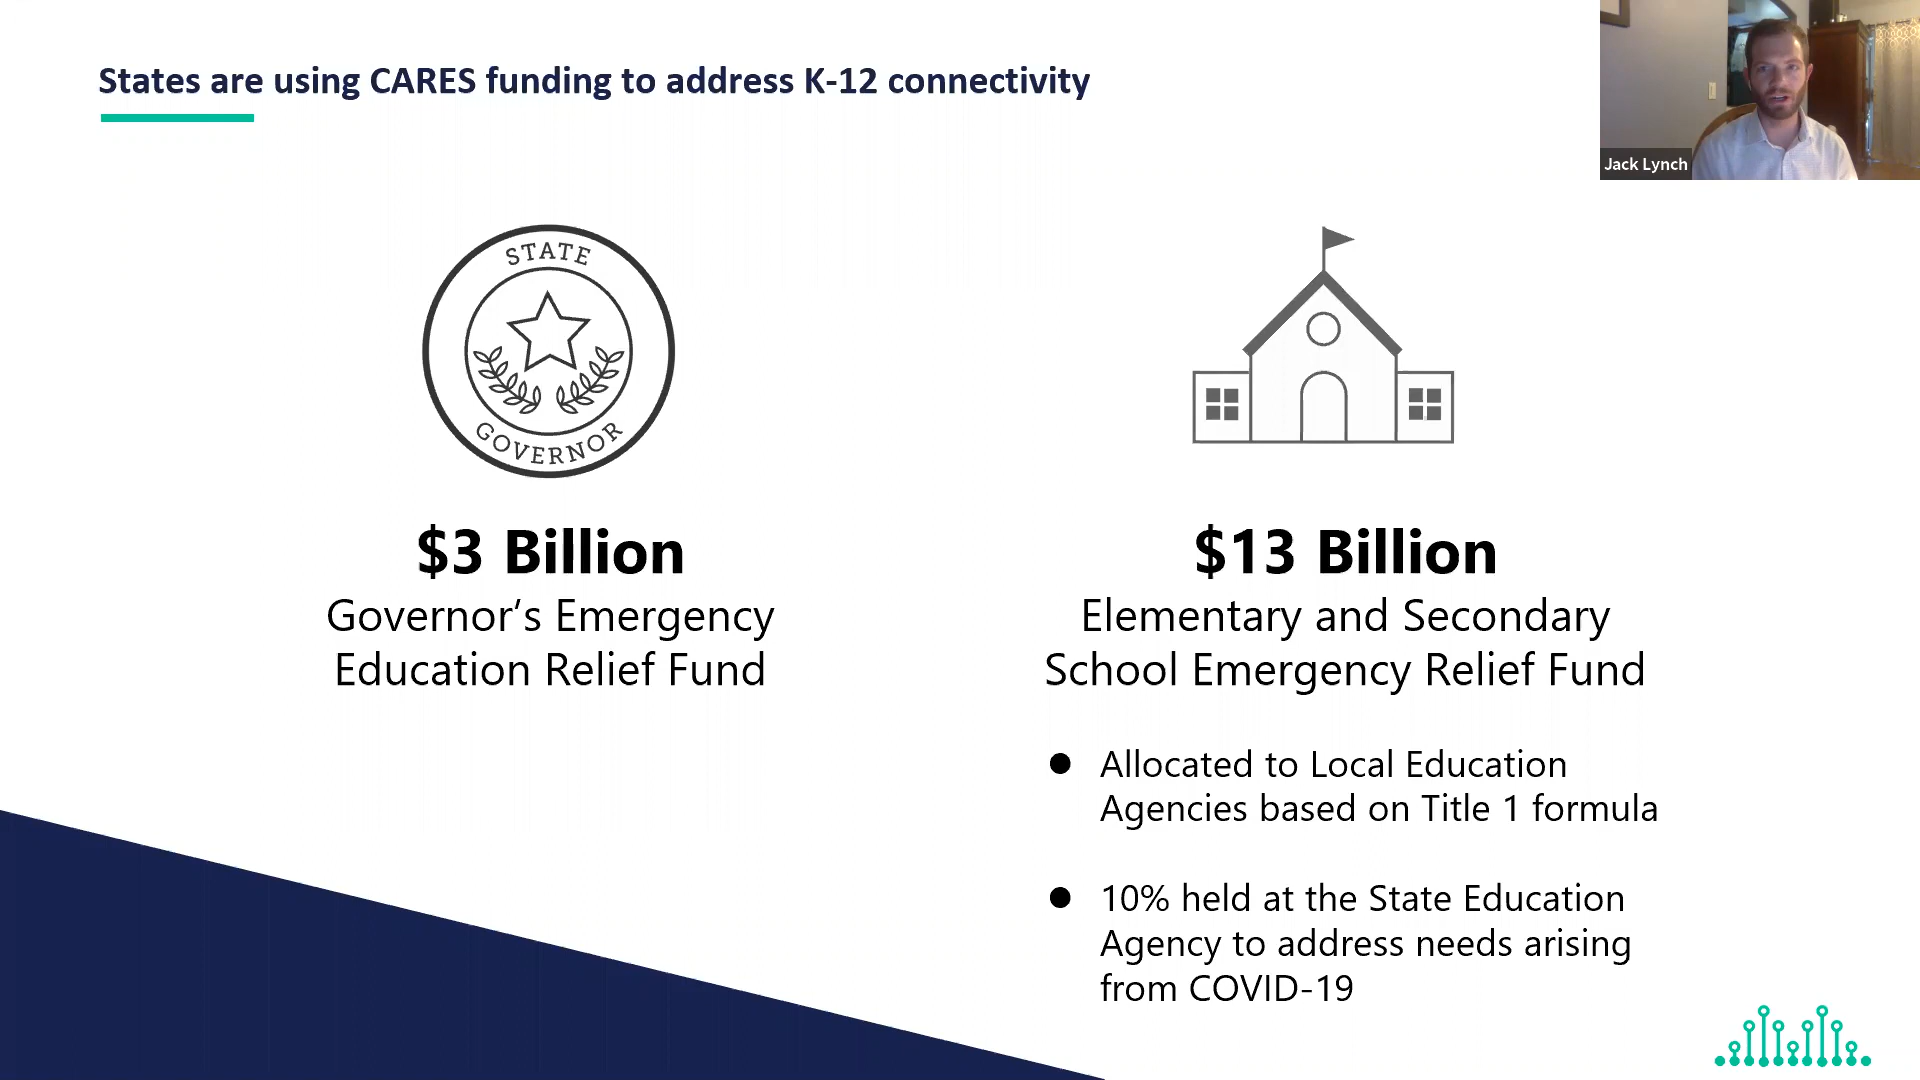 States are using CARES funding to address K-12 connectivity
Jack Lynch
STATE
GOVERNOR
$3 Billion
Governor’s Emergency
Education Relief Fund
$13 Billion
Elementary and Secondary
School Emergency Relief Fund
● Allocated to Local Education
Agencies based on Title 1 formula
● 10% held at the State Education
Agency to address needs arising
from COVID-19